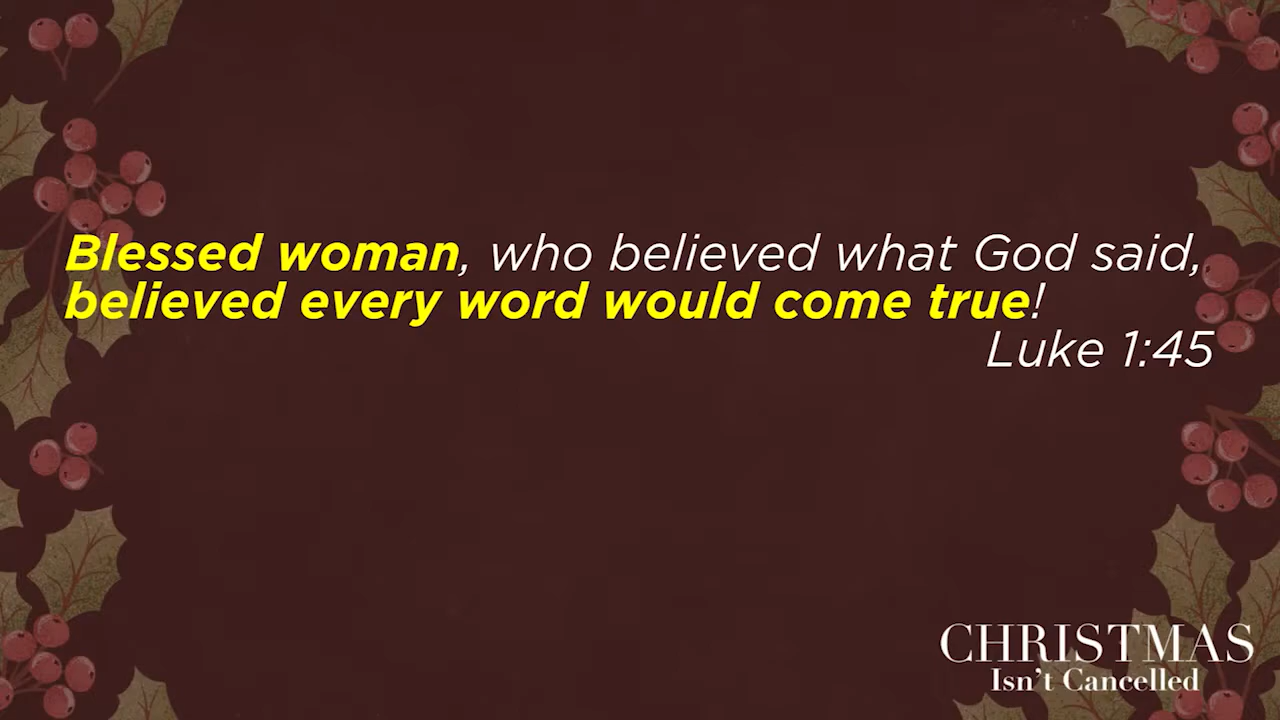 Blessed woman, who believed what God said,
believed every word would come true!
Luke 1:45
CHRISTMAS
Isn't Cancelled